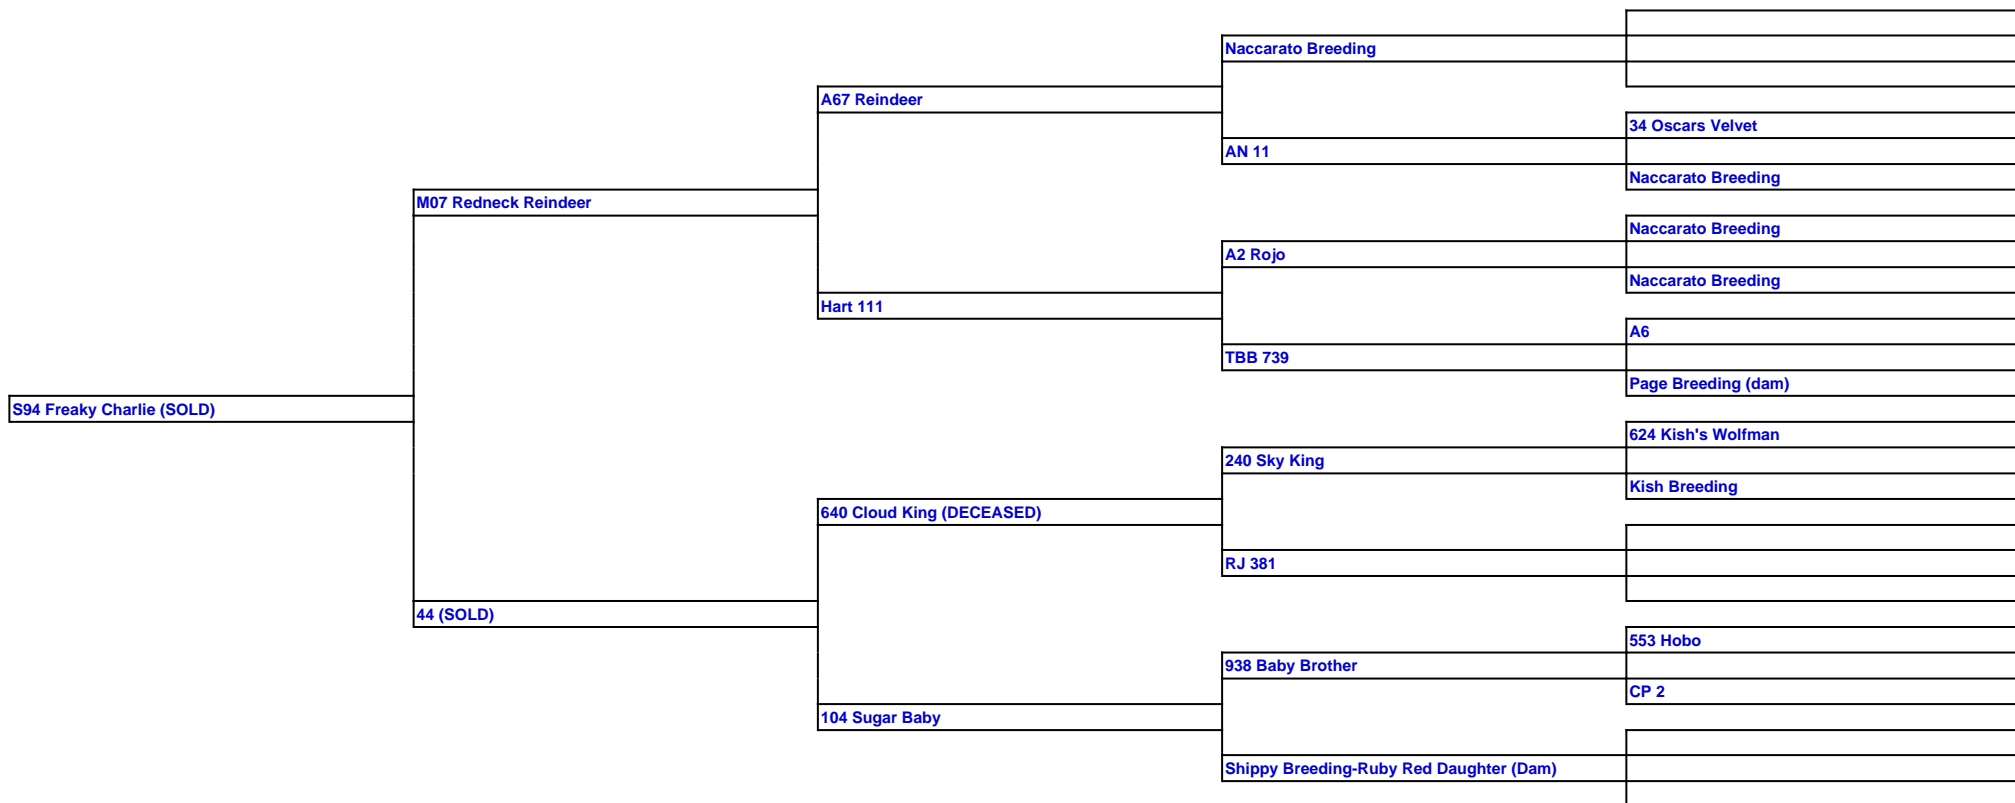 Naccarato Breeding
A67 Reindeer
34 Oscars Velvet
AN 11
Naccarato Breeding
M07 Redneck Reindeer
Naccarato Breeding
A2 Rojo
Naccarato Breeding
Hart 111
A6
TBB 739
Page Breeding (dam)
S94 Freaky Charlie (SOLD)
624 Kish's Wolfman
240 Sky King
Kish Breeding
640 Cloud King (DECEASED)
RJ 381
44 (SOLD)
553 Hobo
938 Baby Brother
CP 2
104 Sugar Baby
Shippy Breeding-Ruby Red Daughter (Dam)